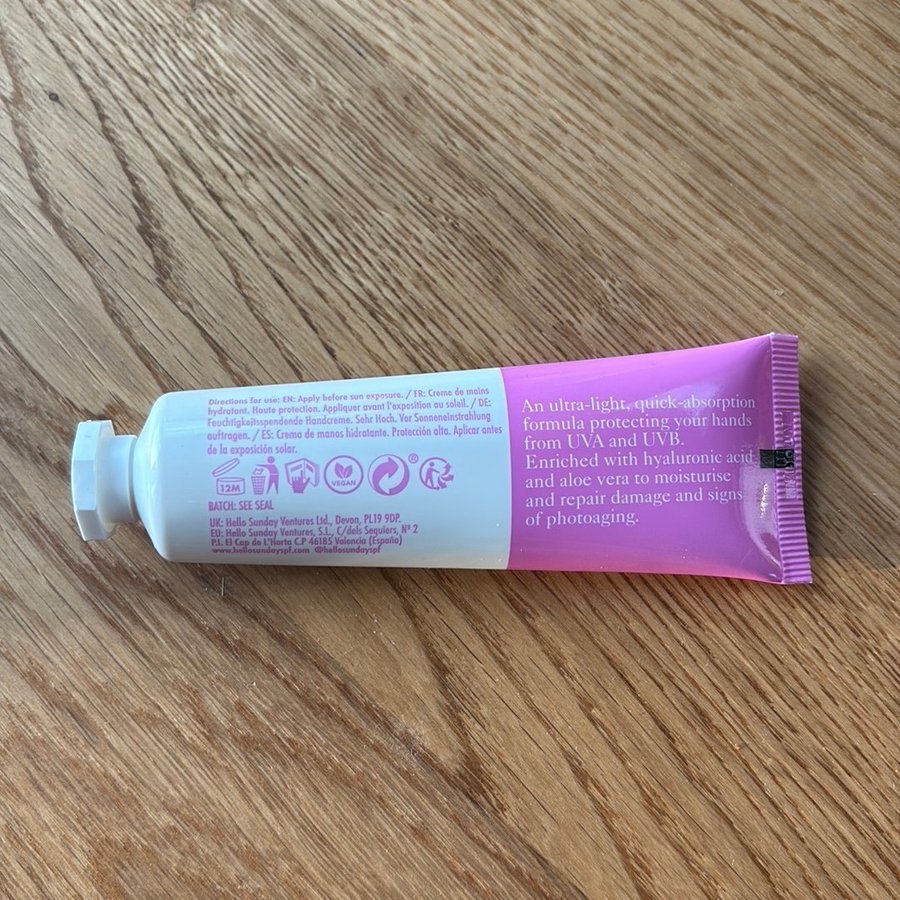 Directions for use: EN: Apply before sun exposure. / FR: Creme de mains
hydratant. Haute protection. Appliquer avant l'exposition au soleil. / DE:
Feuchtigkeitsspendende Handcreme. Sehr Hoch. Vor Sonneneinstrahlung
auftragen. / ES: Crema de manos hidratante. Protección alta. Aplicar antes
de la exposición solar.
12M
VEGAN
®
BATCH: SEE SEAL
UK: Hello Sunday Ventures Ltd., Devon, PL19 9DP.
EU: Hello Sunday Ventures, S.L., C/dels Sequiers, Nº 2
P.I. El Cap de L'Horta C.P 46185 Valencia (España)
www.hellosundayspf.com @hellosundayspf
An ultra-light, quick-absorption
formula protecting your hands
from UVA and UVB.
Enriched with hyaluronic acid
and aloe vera to moisturise
and repair damage and signs
of photoaging.